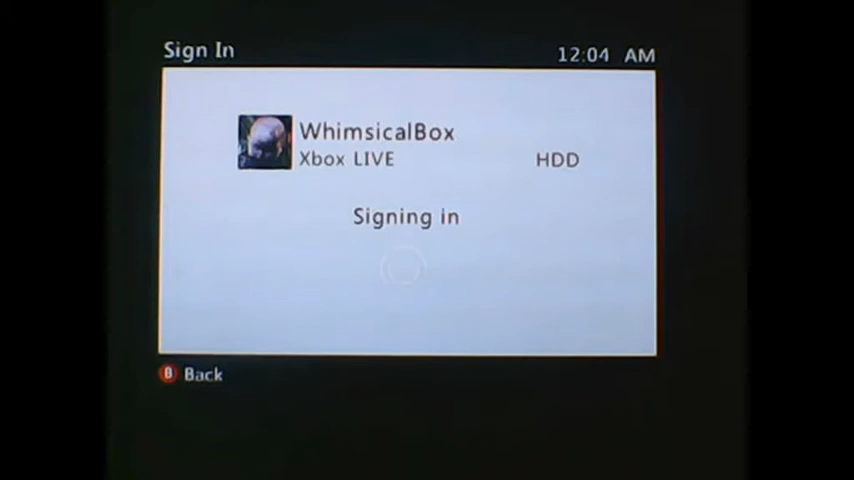 Sign In 12:04 AM
WhimsicalBox
Xbox LIVE HDD
Signing in
B Back